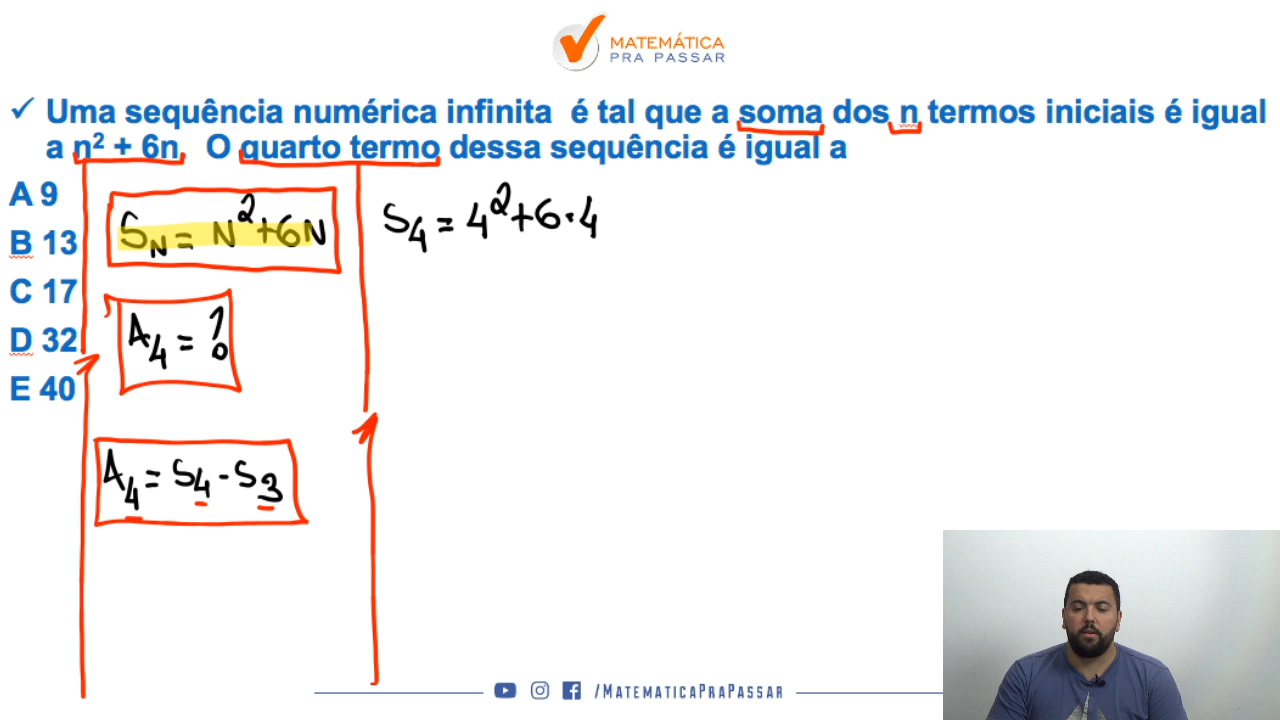 MATEMÁTICA
PRA PASSAR
✓ Uma sequência numérica infinita é tal que a soma dos n termos iniciais é igual
a n² + 6n. O quarto termo dessa sequência é igual a
A 9
B 13
C 17
D 32
E 40
S_N = N² + 6N
A_4 = ?
A_4 = S_4 - S_3
S_4 = 4² + 6 · 4
/MATEMATICAPRAPASSAR